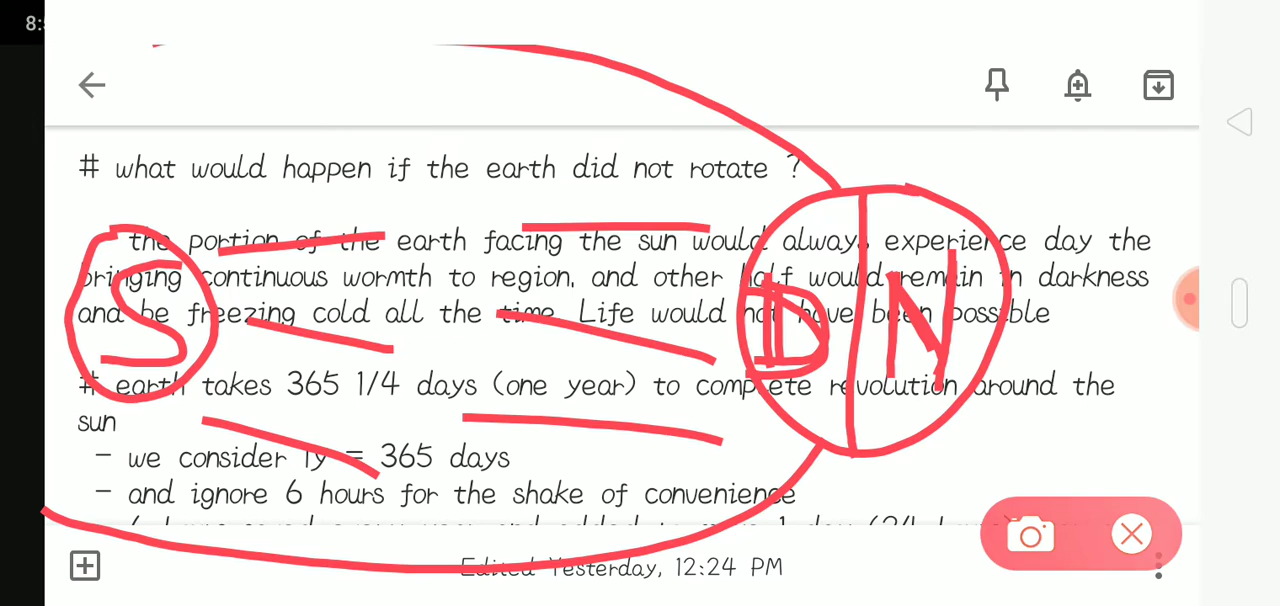 8:
# what would happen if the earth did not rotate ?
the portion of the earth facing the sun would always experience day the
bringing continuous wormth to region, and other half would remain in darkness
and be freezing cold all the time. Life would not have been possible
S
D N
# earth takes 365 1/4 days (one year) to complete revolution around the
sun
- we consider 1y = 365 days
- and ignore 6 hours for the shake of convenience
Edited Yesterday, 12:24 PM